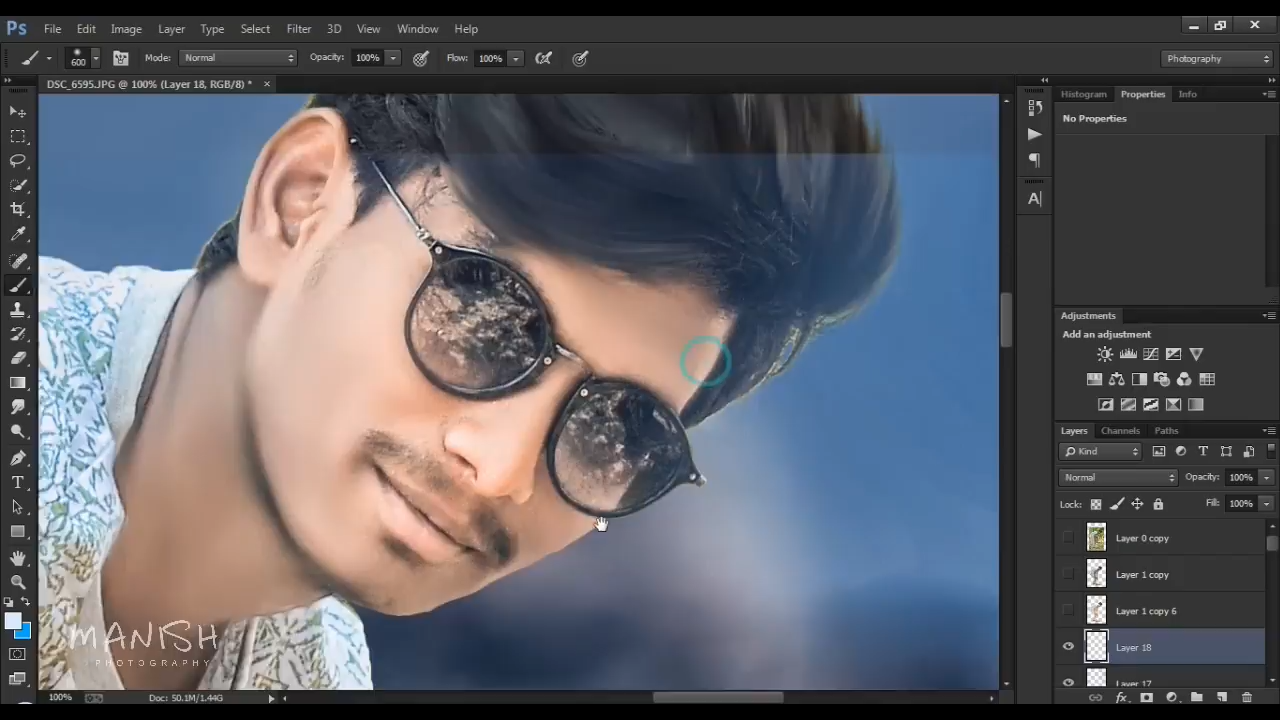 Ps File Edit Image Layer Type Select Filter 3D View Window Help
600 Mode: Normal Opacity: 100% Flow: 100% Photography
DSC_6595.JPG @ 100% (Layer 18, RGB/8) * ×
Histogram Properties Info
No Properties
Adjustments
Add an adjustment
Layers Channels Paths
Kind
Normal Opacity: 100%
Lock: Fill: 100%
Layer 0 copy
Layer 1 copy
Layer 1 copy 6
Layer 18
Layer 17
MANISH
PHOTOGRAPHY
100% Doc: 50.1M/1.44G